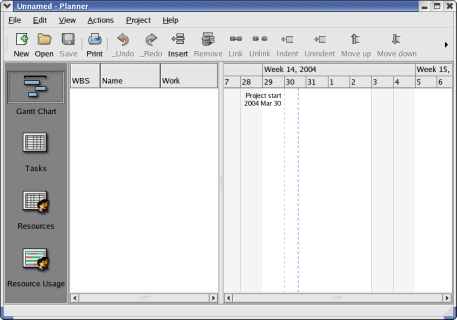 Unnamed - Planner
File Edit View Actions Project Help
New Open Save Print _Undo _Redo Insert Remove Link Unlink Indent Unindent Move up Move down
Week 14, 2004 Week 15,
WBS Name Work
7 28 29 30 31 1 2 3 4 5 6
Project start
2004 Mar 30
Gantt Chart
Tasks
Resources
Resource Usage